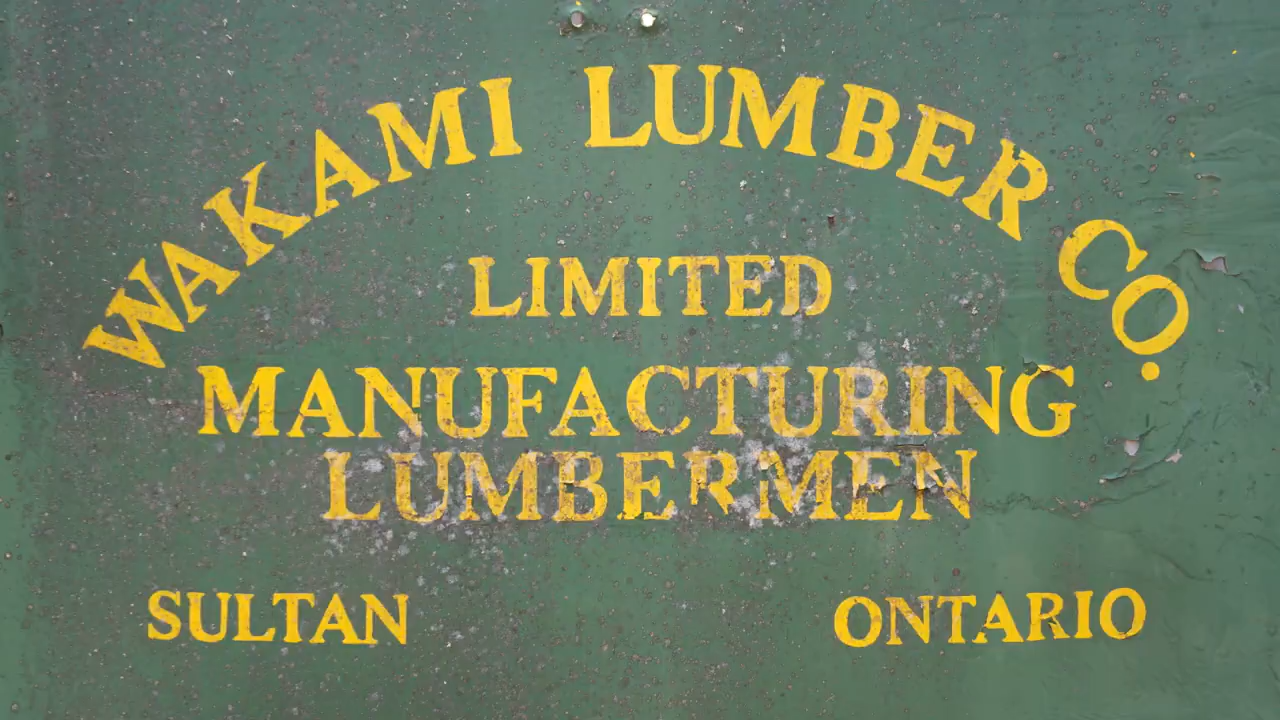 WAKAMI LUMBER CO.
LIMITED
MANUFACTURING
LUMBERMEN
SULTAN ONTARIO